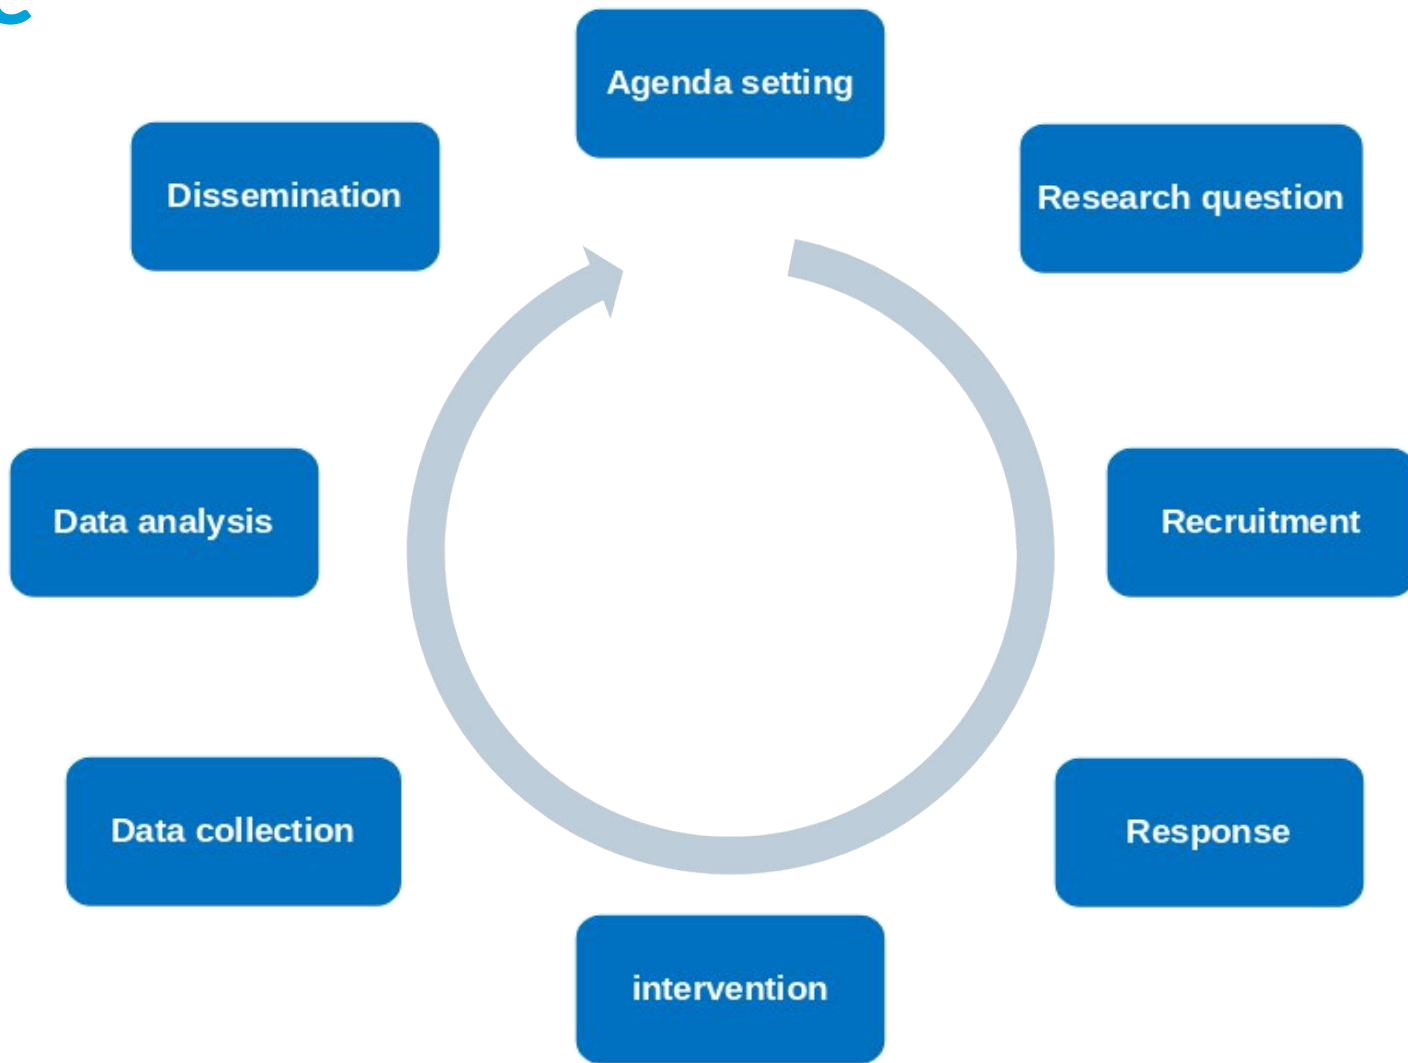 Agenda setting
Research question
Recruitment
Response
intervention
Data collection
Data analysis
Dissemination